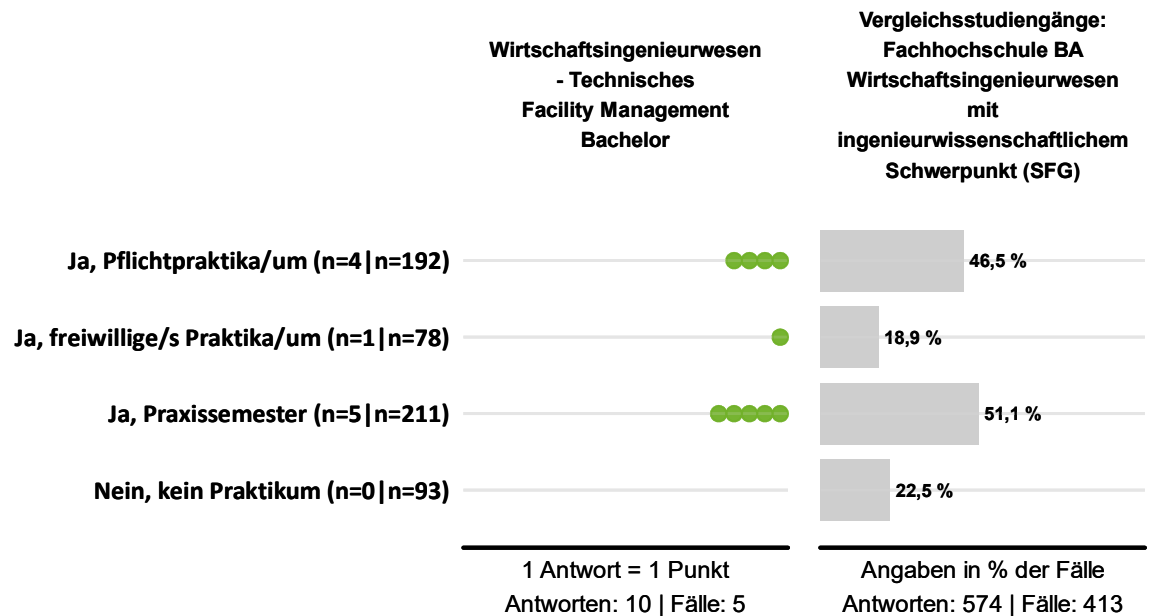 Wirtschaftsingenieurwesen
- Technisches
Facility Management
Bachelor
Vergleichsstudiengänge:
Fachhochschule BA
Wirtschaftsingenieurwesen
mit
ingenieurwissenschaftlichem
Schwerpunkt (SFG)
Ja, Pflichtpraktika/um (n=4|n=192)
46,5 %
Ja, freiwillige/s Praktika/um (n=1|n=78)
18,9 %
Ja, Praxissemester (n=5|n=211)
51,1 %
Nein, kein Praktikum (n=0|n=93)
22,5 %
1 Antwort = 1 Punkt
Antworten: 10 | Fälle: 5
Angaben in % der Fälle
Antworten: 574 | Fälle: 413